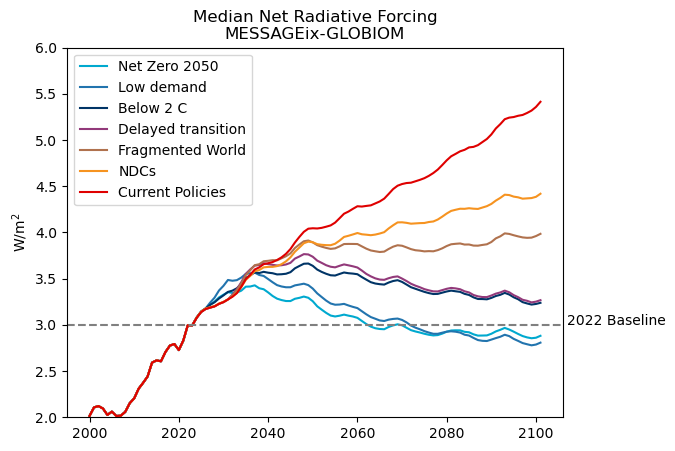 Median Net Radiative Forcing
MESSAGEix-GLOBIOM
6.0
5.5
5.0
4.5
4.0
3.5
3.0
2.5
2.0
W/m²
Net Zero 2050
Low demand
Below 2 C
Delayed transition
Fragmented World
NDCs
Current Policies
2022 Baseline
2000
2020
2040
2060
2080
2100